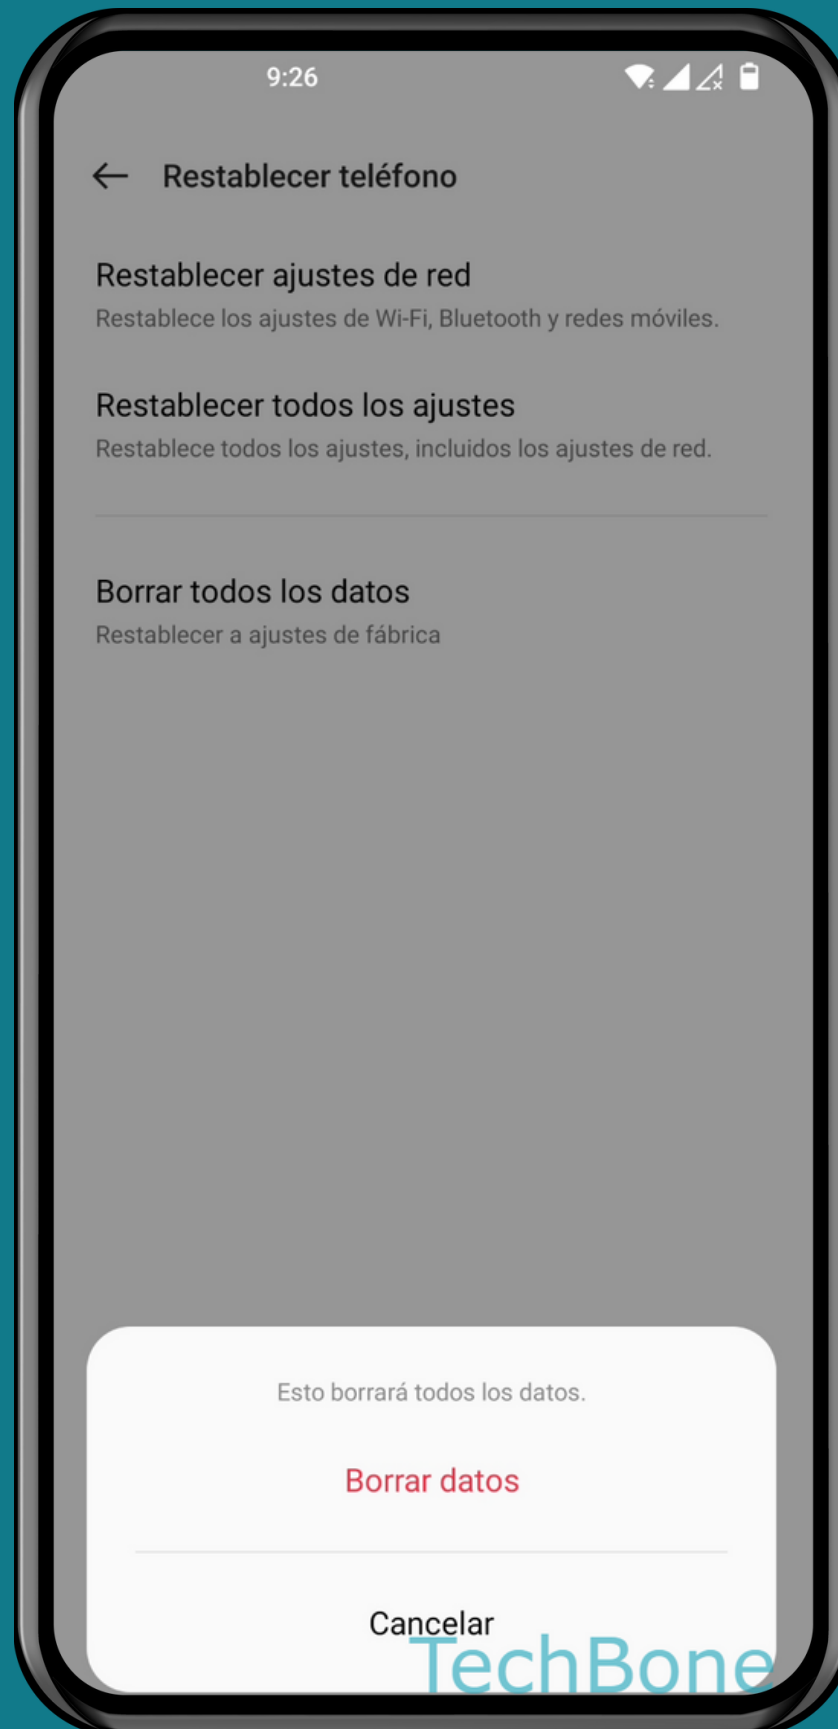 9:26
Restablecer teléfono
Restablecer ajustes de red
Restablece los ajustes de Wi-Fi, Bluetooth y redes móviles.
Restablecer todos los ajustes
Restablece todos los ajustes, incluidos los ajustes de red.
Borrar todos los datos
Restablecer a ajustes de fábrica
Esto borrará todos los datos.
Borrar datos
Cancelar
TechBone